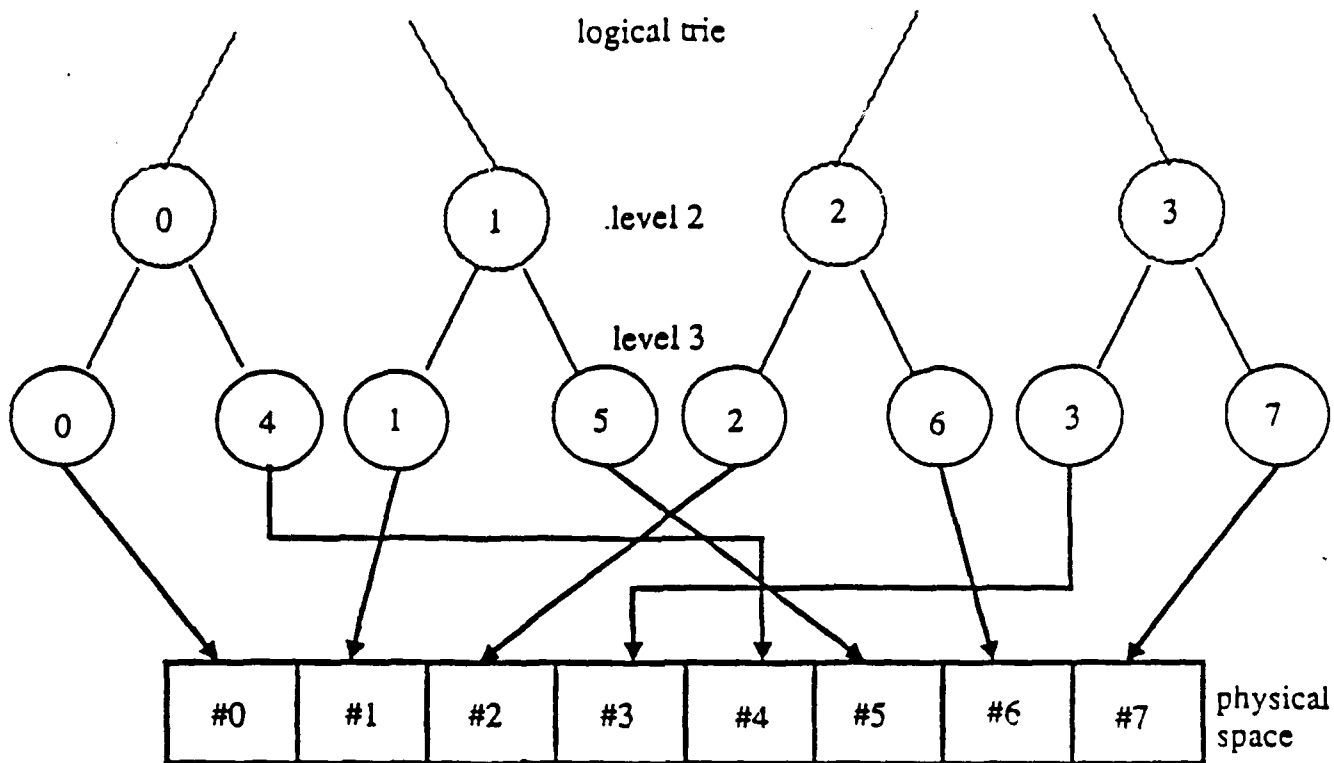 logical trie
0 1 .level 2 2 3
level 3
0 4 1 5 2 6 3 7
#0 #1 #2 #3 #4 #5 #6 #7
physical
space